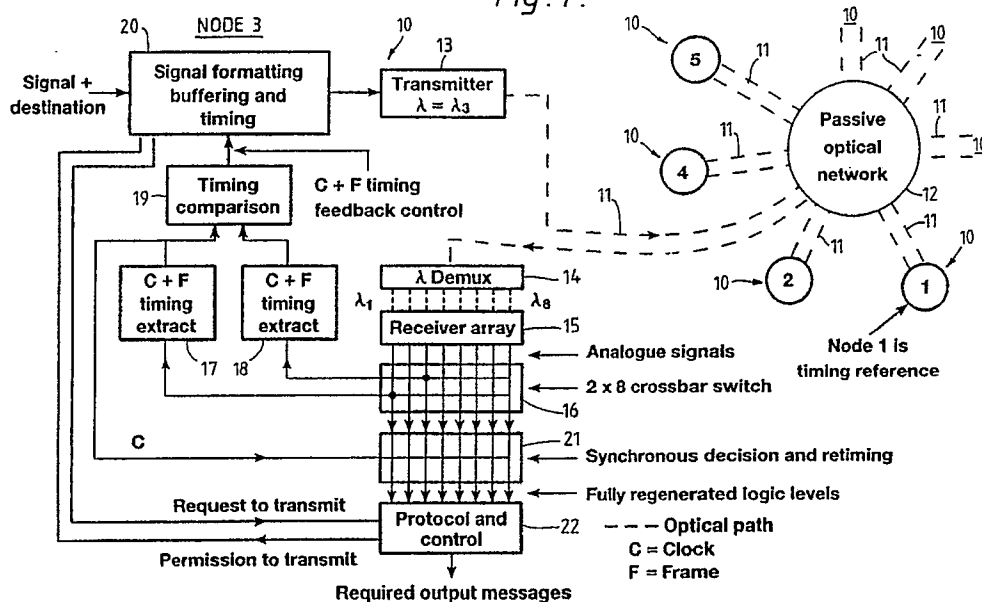 Fig. 1.
NODE 3
20
Signal + destination
Signal formatting
buffering and
timing
10
13
Transmitter
λ = λ3
19
Timing
comparison
C + F timing
feedback control
C + F
timing
extract
17
C + F
timing
extract
18
11
λ Demux
14
λ1
λ8
Receiver array
15
Analogue signals
2 x 8 crossbar switch
16
C
21
Synchronous decision and retiming
Fully regenerated logic levels
Request to transmit
Permission to transmit
Protocol and
control
22
Required output messages
Optical path
C = Clock
F = Frame
10
5
11
10
11
10
11
10
Passive
optical
network
12
10
4
11
10
2
11
11
10
1
Node 1 is
timing reference